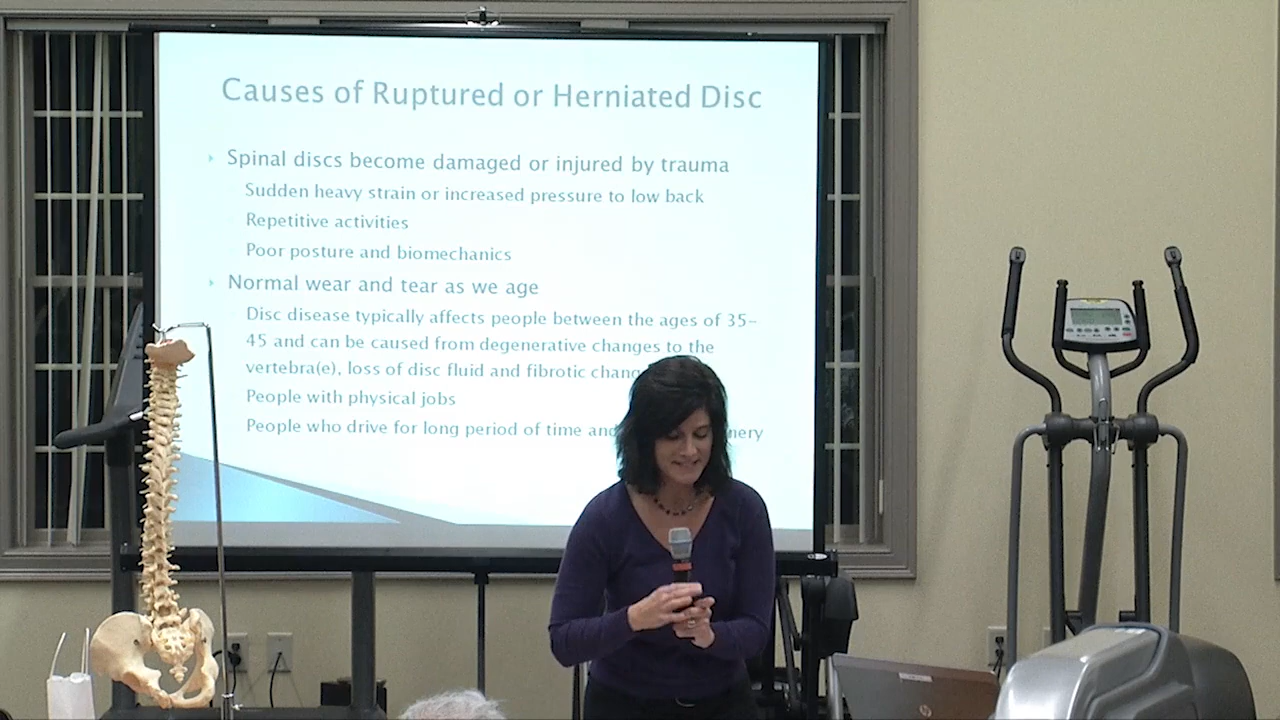 Causes of Ruptured or Herniated Disc
Spinal discs become damaged or injured by trauma
Sudden heavy strain or increased pressure to low back
Repetitive activities
Poor posture and biomechanics
Normal wear and tear as we age
Disc disease typically affects people between the ages of 35–
45 and can be caused from degenerative changes to the
vertebra(e), loss of disc fluid and fibrotic
People with physical jobs
People who drive for long period of time and
hp